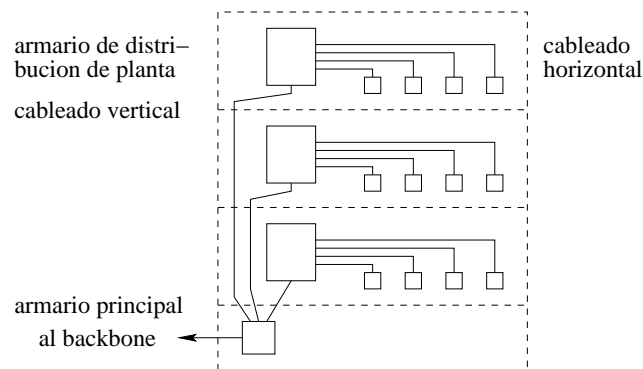 armario de distri–
bucion de planta
cableado vertical
cableado
horizontal
armario principal
al backbone